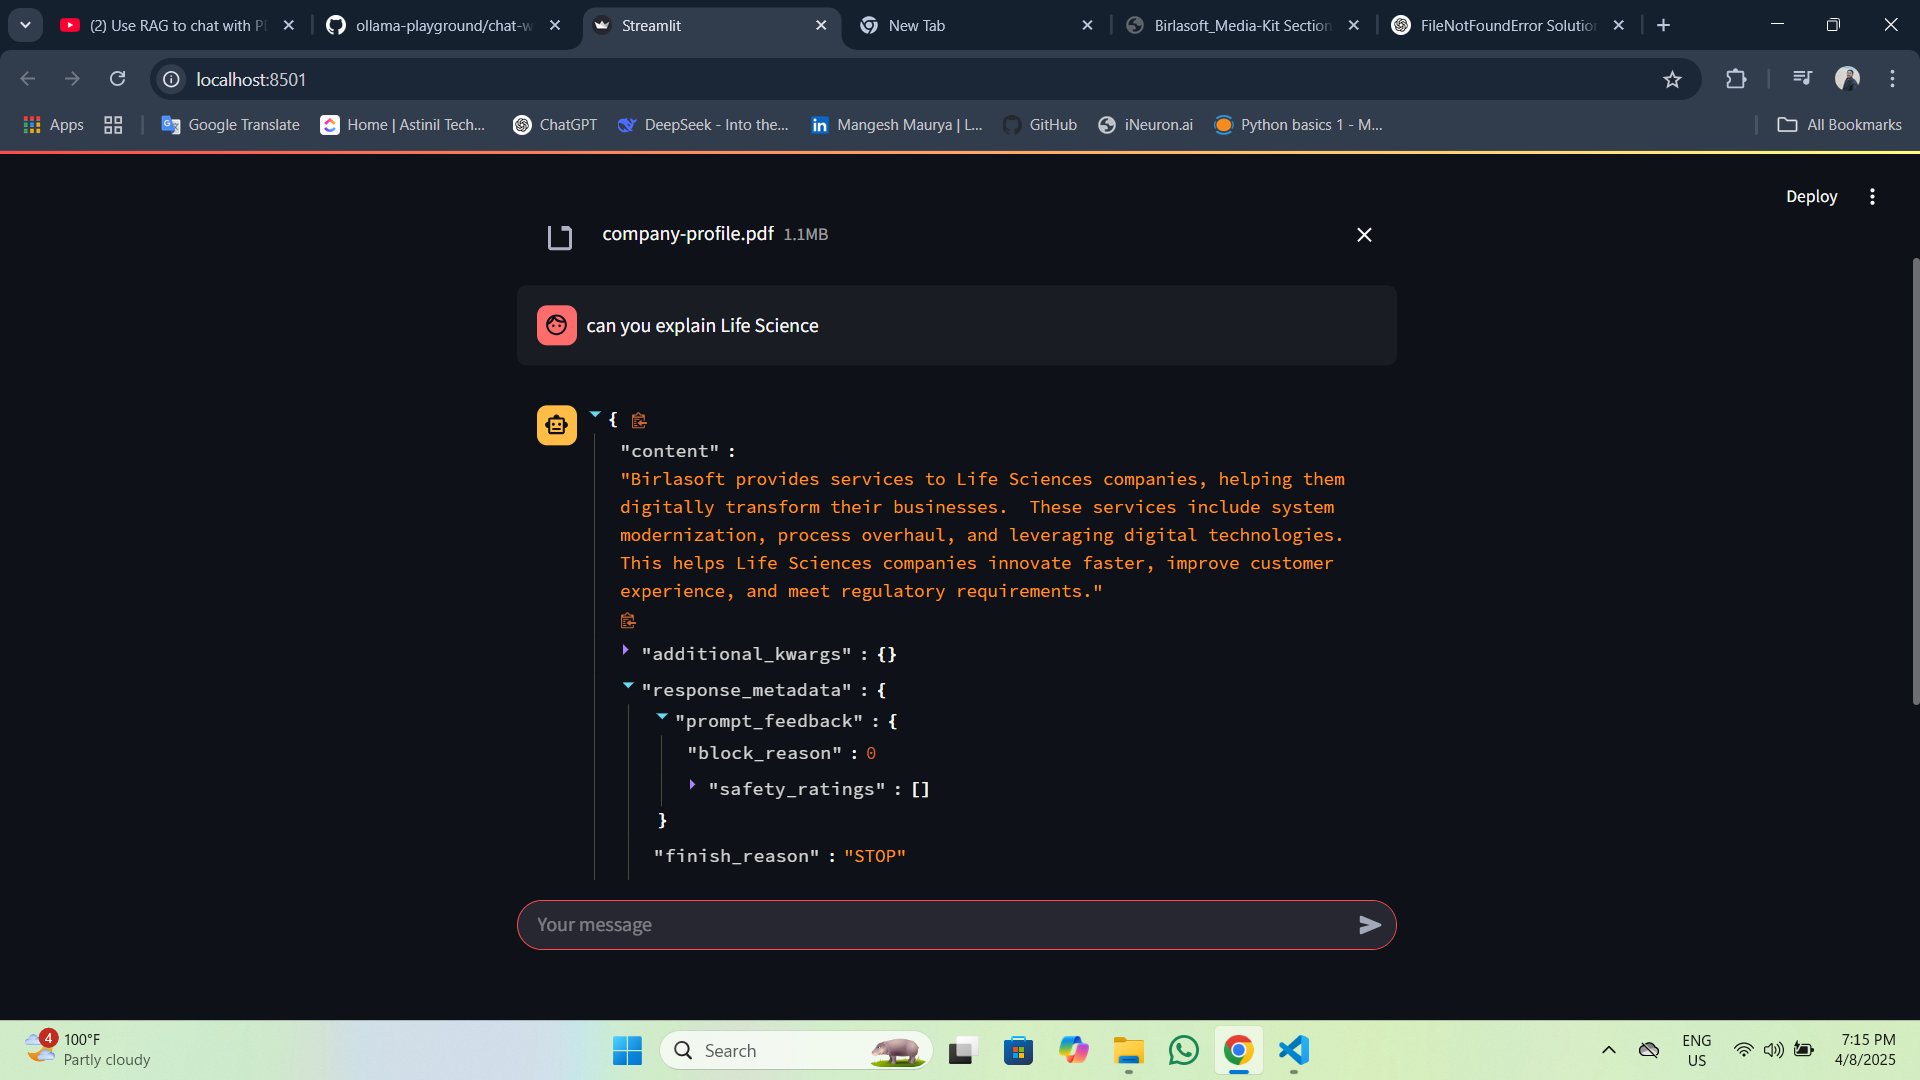 (2) Use RAG to chat with P
ollama-playground/chat-w
Streamlit
New Tab
Birlasoft_Media-Kit Section
FileNotFoundError Solution
localhost:8501
Apps
Google Translate
Home | Astinil Tech...
ChatGPT
DeepSeek - Into the...
Mangesh Maurya | L...
GitHub
iNeuron.ai
Python basics 1 - M...
All Bookmarks
Deploy
company-profile.pdf 1.1MB
can you explain Life Science
{
"content" :
"Birlasoft provides services to Life Sciences companies, helping them
digitally transform their businesses.  These services include system
modernization, process overhaul, and leveraging digital technologies.
This helps Life Sciences companies innovate faster, improve customer
experience, and meet regulatory requirements."
"additional_kwargs" : {}
"response_metadata" : {
"prompt_feedback" : {
"block_reason" : 0
"safety_ratings" : []
}
"finish_reason" : "STOP"
Your message
4
100°F
Partly cloudy
Search
ENG
US
7:15 PM
4/8/2025